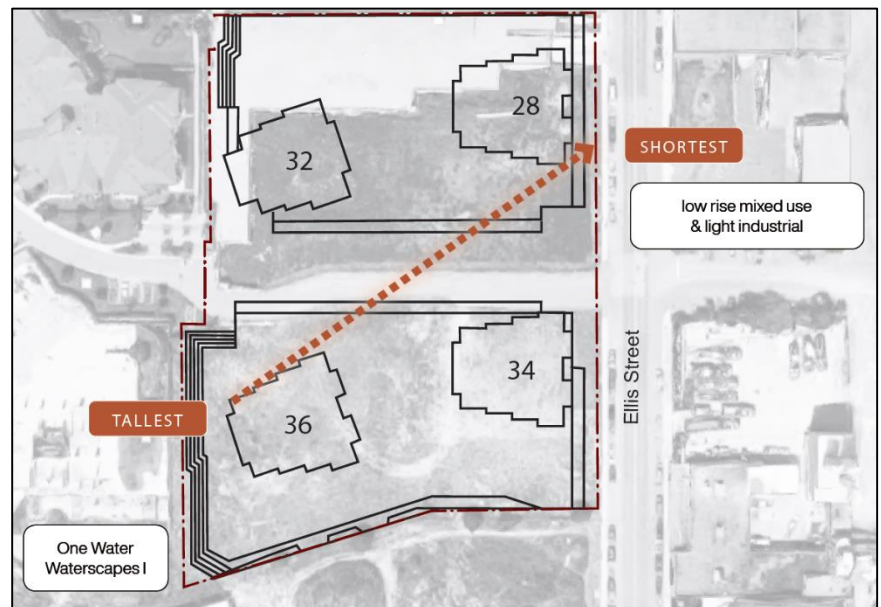 28
32
SHORTEST
low rise mixed use
& light industrial
34
Ellis Street
TALLEST
36
One Water
Waterscapes I